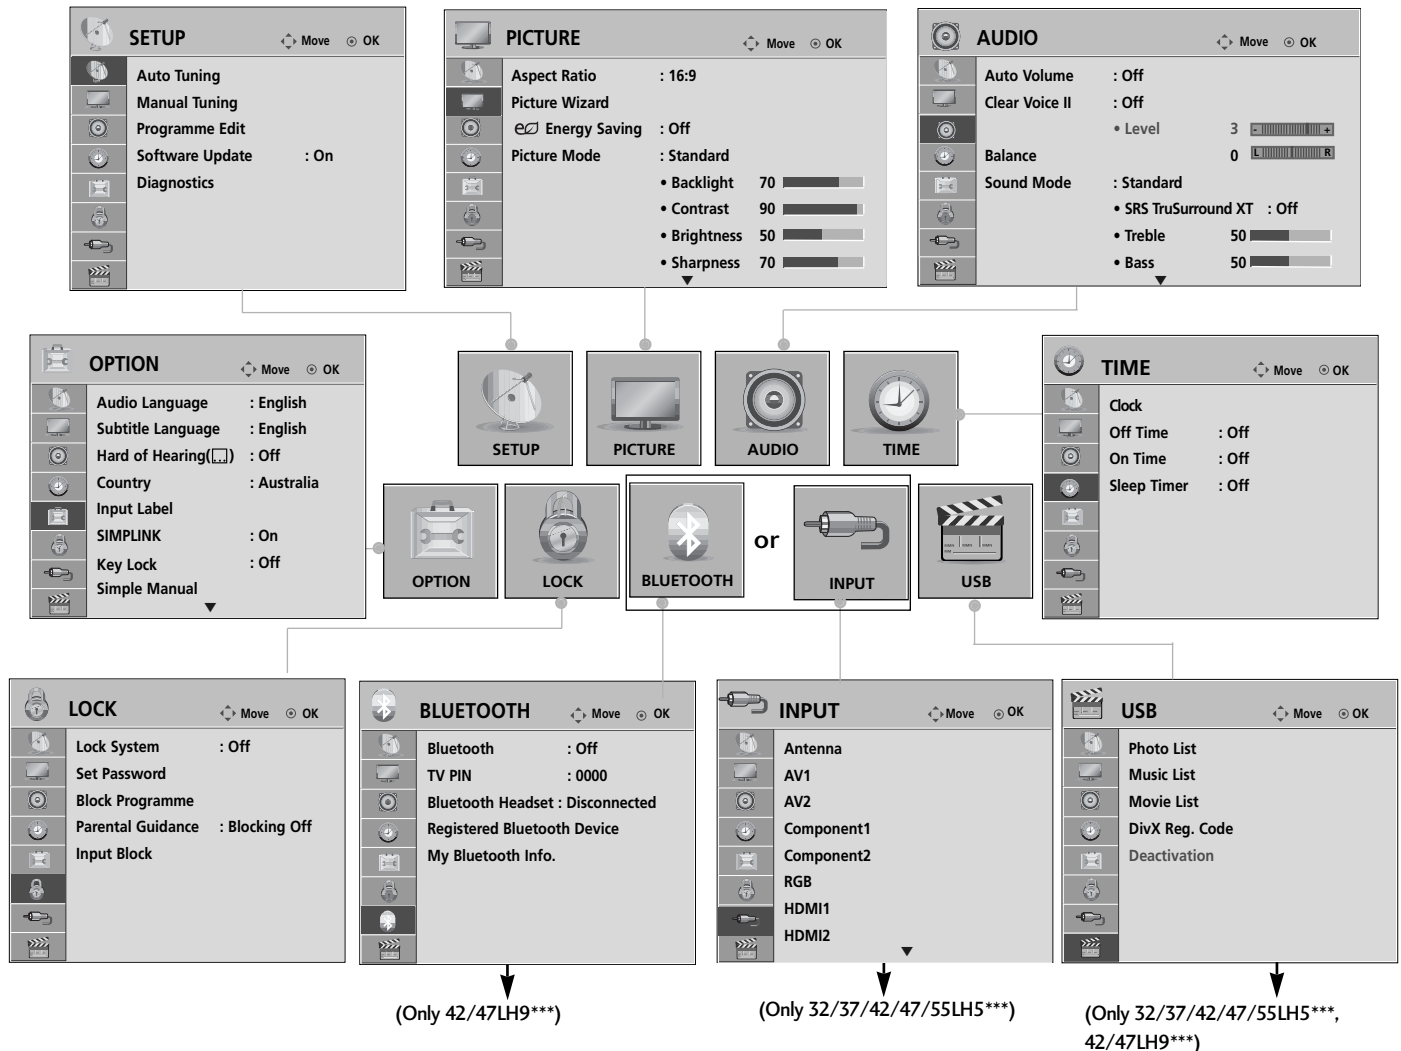 SETUP
Move OK
Auto Tuning
Manual Tuning
Programme Edit
Software Update : On
Diagnostics
PICTURE
Move OK
Aspect Ratio : 16:9
Picture Wizard
Energy Saving : Off
Picture Mode : Standard
• Backlight 70
• Contrast 90
• Brightness 50
• Sharpness 70
AUDIO
Move OK
Auto Volume : Off
Clear Voice II : Off
• Level 3 - +
Balance 0 L R
Sound Mode : Standard
• SRS TruSurround XT : Off
• Treble 50
• Bass 50
OPTION
Move OK
Audio Language : English
Subtitle Language : English
Hard of Hearing( ) : Off
Country : Australia
Input Label
SIMPLINK : On
Key Lock : Off
Simple Manual
SETUP
PICTURE
AUDIO
TIME
OPTION
LOCK
BLUETOOTH
or
INPUT
USB
TIME
Move OK
Clock
Off Time : Off
On Time : Off
Sleep Timer : Off
LOCK
Move OK
Lock System : Off
Set Password
Block Programme
Parental Guidance : Blocking Off
Input Block
BLUETOOTH
Move OK
Bluetooth : Off
TV PIN : 0000
Bluetooth Headset : Disconnected
Registered Bluetooth Device
My Bluetooth Info.
INPUT
Move OK
Antenna
AV1
AV2
Component1
Component2
RGB
HDMI1
HDMI2
USB
Move OK
Photo List
Music List
Movie List
DivX Reg. Code
Deactivation
(Only 42/47LH9***)
(Only 32/37/42/47/55LH5***)
(Only 32/37/42/47/55LH5***,
42/47LH9***)